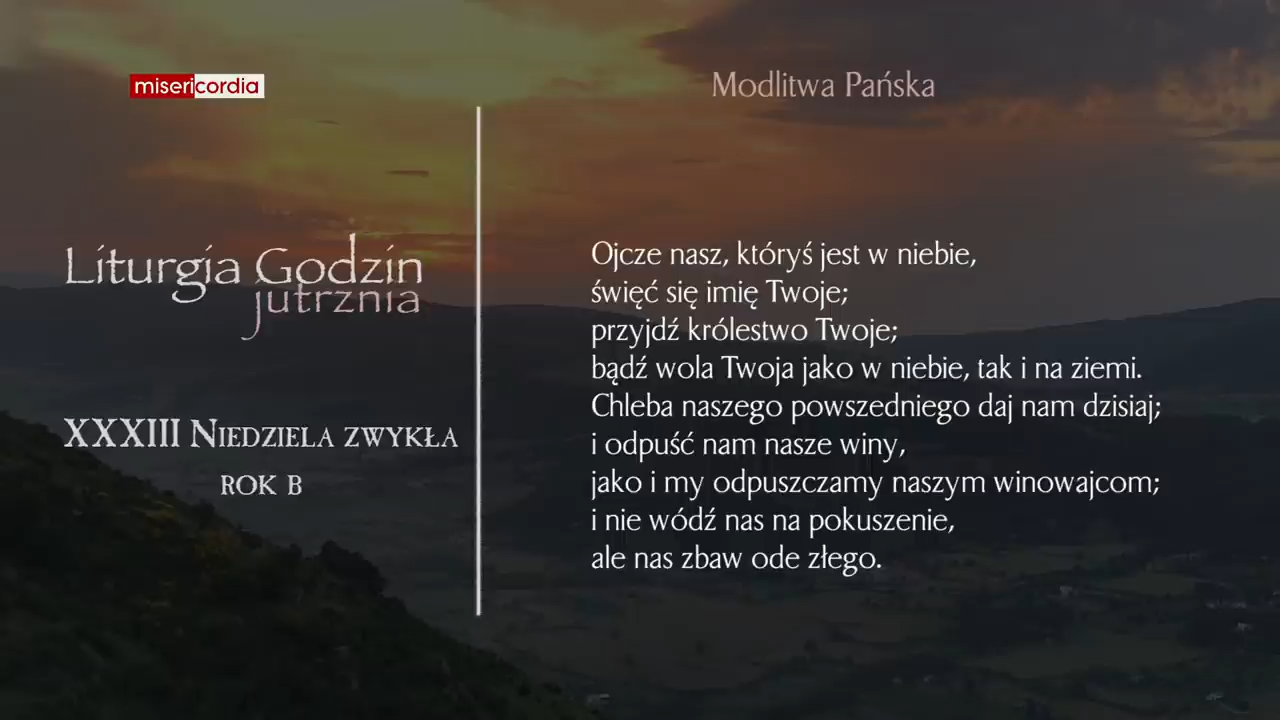 misericordia
Liturgia Godzin
jutrznia
XXXIII Niedziela zwykła
rok B
Modlitwa Pańska
Ojcze nasz, któryś jest w niebie,
święć się imię Twoje;
przyjdź królestwo Twoje;
bądź wola Twoja jako w niebie, tak i na ziemi.
Chleba naszego powszedniego daj nam dzisiaj;
i odpuść nam nasze winy,
jako i my odpuszczamy naszym winowajcom;
i nie wódź nas na pokuszenie,
ale nas zbaw ode złego.